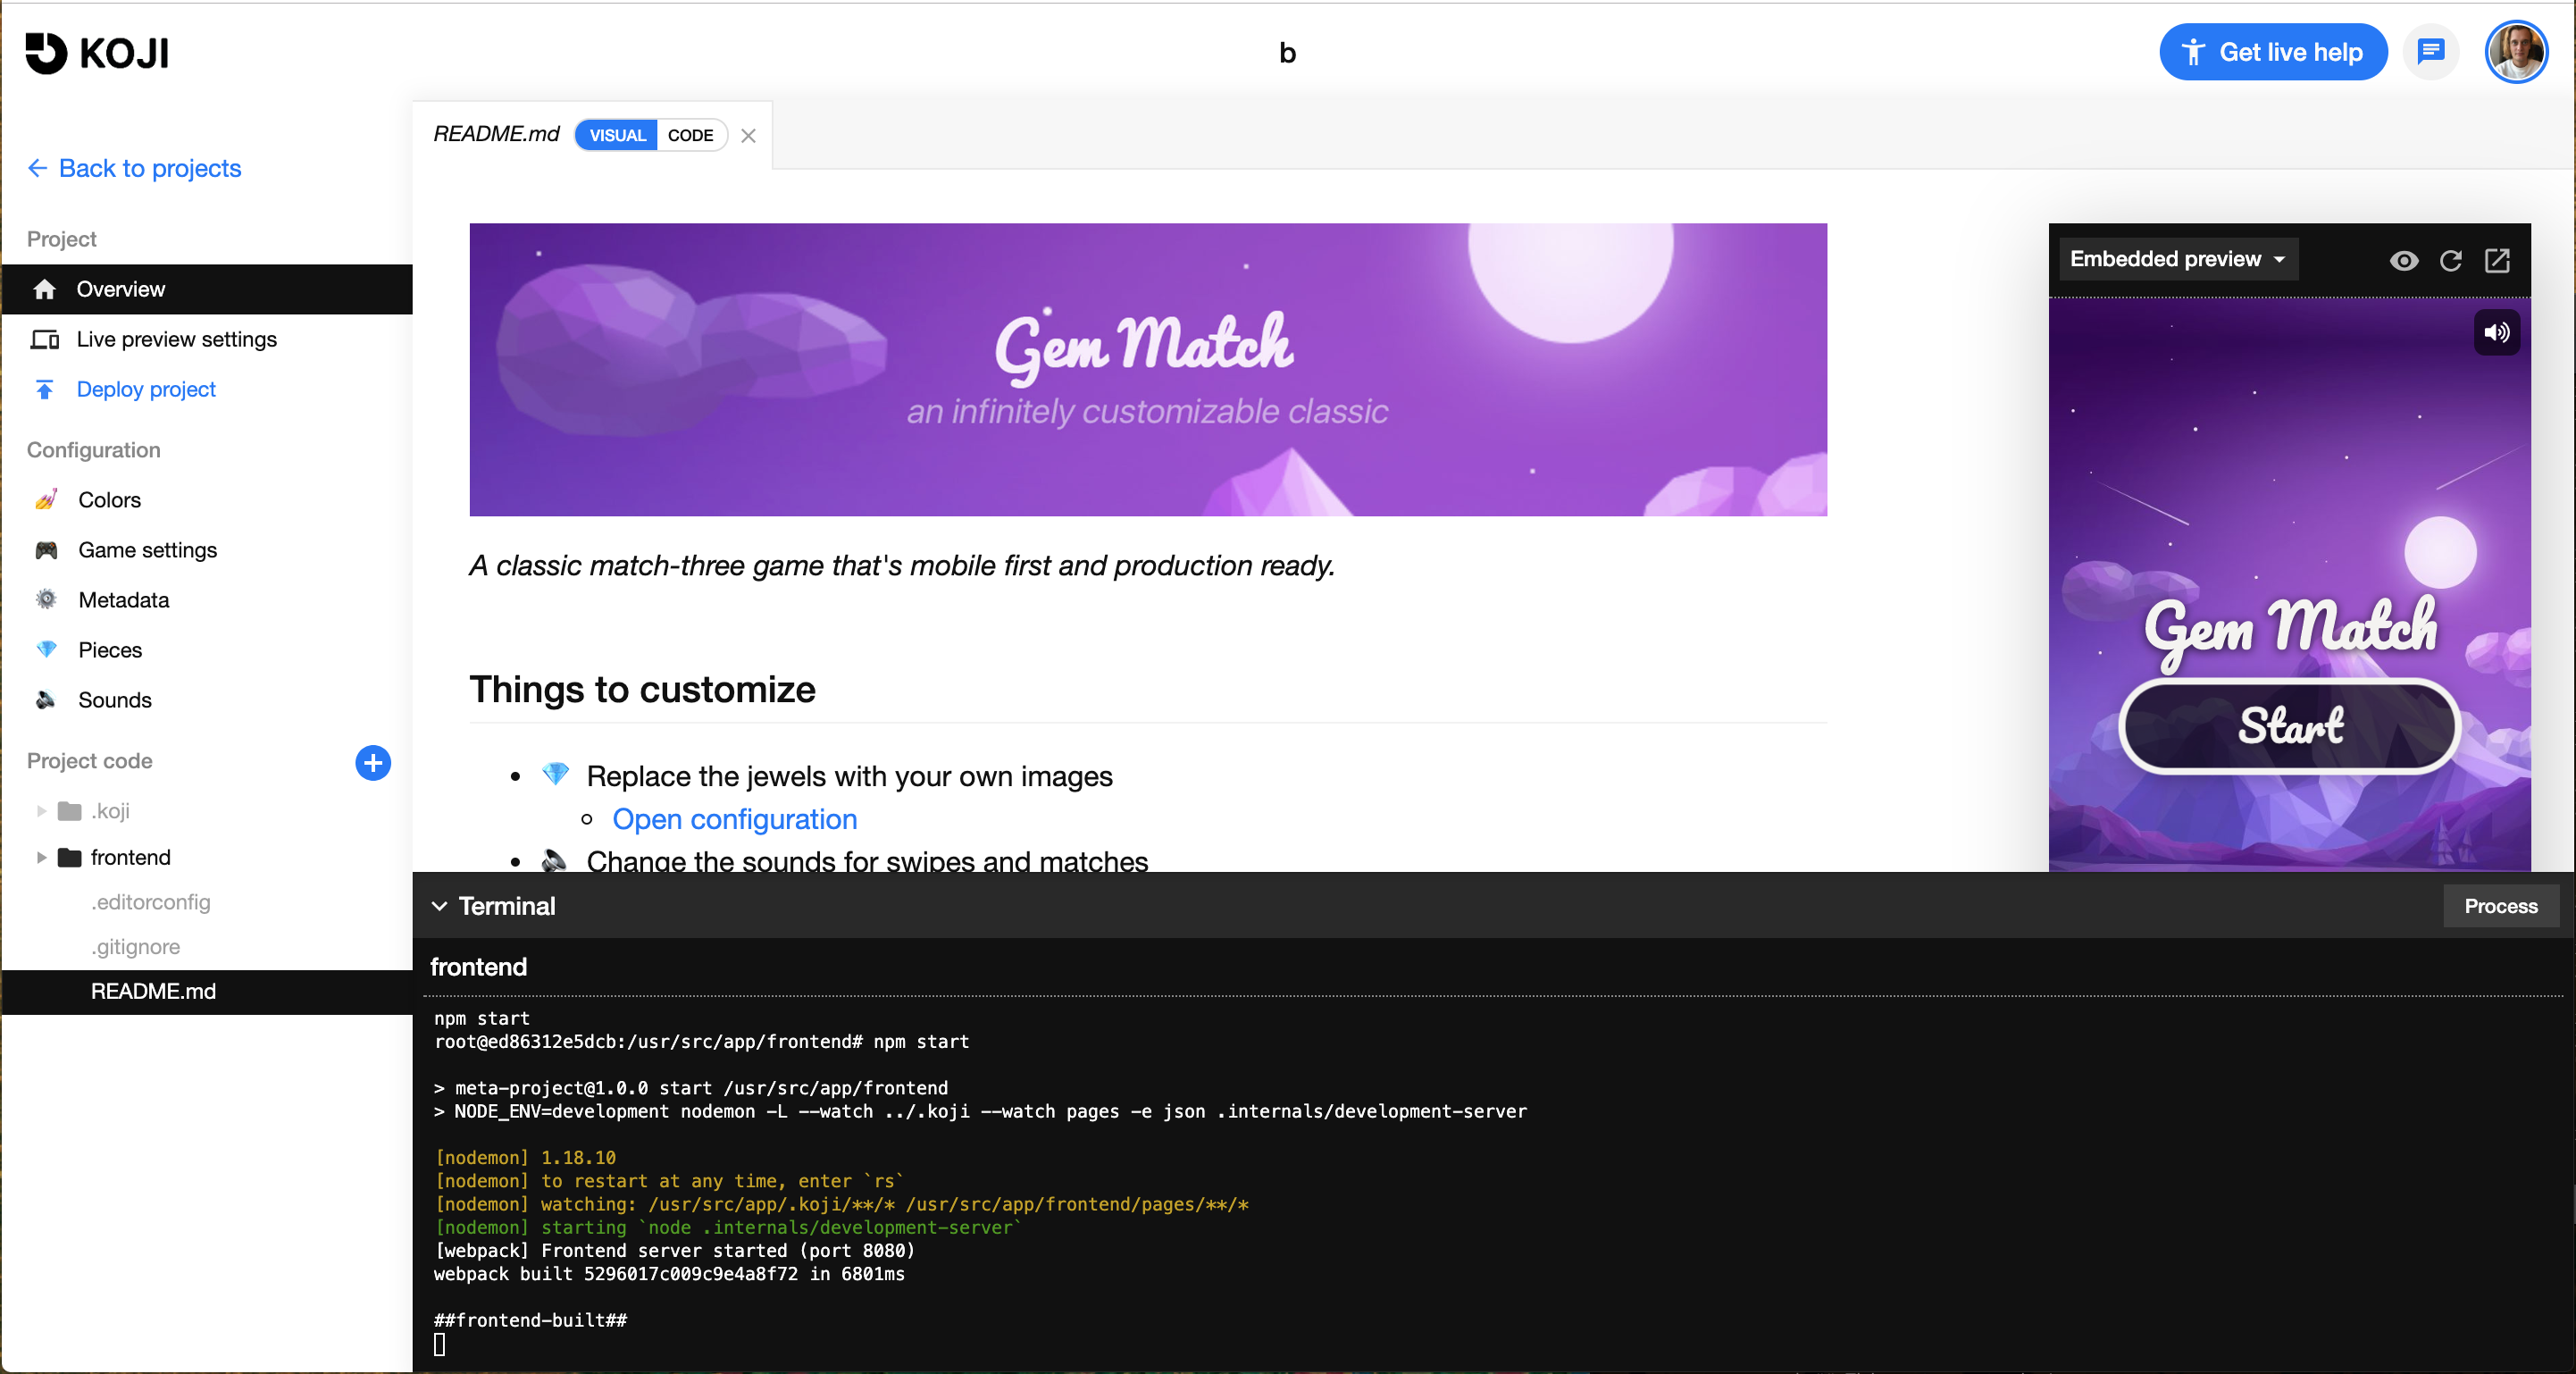 KOJI
b
Get live help
Back to projects
Project
Overview
Live preview settings
Deploy project
Configuration
Colors
Game settings
Metadata
Pieces
Sounds
Project code
.koji
frontend
.editorconfig
.gitignore
README.md
README.md VISUAL CODE
Gem Match
an infinitely customizable classic
A classic match-three game that's mobile first and production ready.
Things to customize
Replace the jewels with your own images
Open configuration
Change the sounds for swipes and matches
Embedded preview
Gem Match
Start
Terminal
Process
frontend
npm start
root@ed86312e5dcb:/usr/src/app/frontend# npm start
> meta-project@1.0.0 start /usr/src/app/frontend
> NODE_ENV=development nodemon -L --watch ../.koji --watch pages -e json .internals/development-server
[nodemon] 1.18.10
[nodemon] to restart at any time, enter `rs`
[nodemon] watching: /usr/src/app/.koji/**/* /usr/src/app/frontend/pages/**/*
[nodemon] starting `node .internals/development-server`
[webpack] Frontend server started (port 8080)
webpack built 5296017c009c9e4a8f72 in 6801ms
##frontend-built##